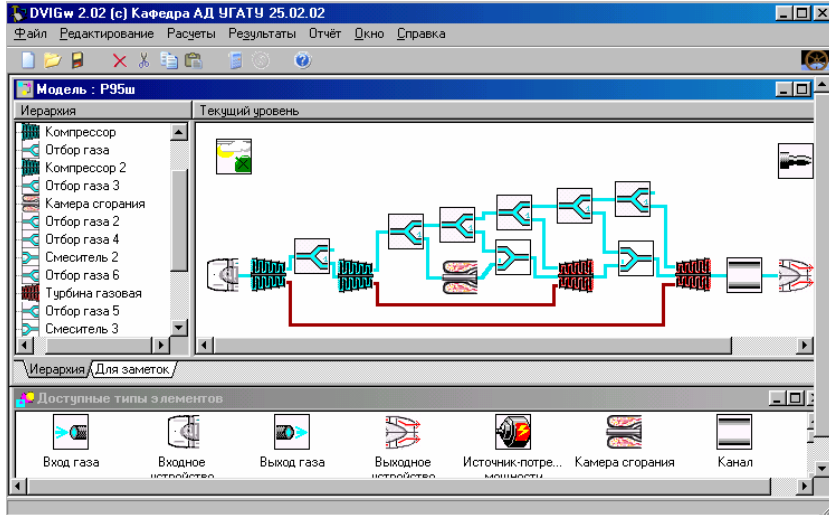 DVIGw 2.02 (c) Кафедра АД УГАТУ 25.02.02
Файл Редактирование Расчеты Результаты Отчёт Окно Справка
Модель : Р95ш
Иерархия Текущий уровень
Компрессор
Отбор газа
Компрессор 2
Отбор газа 3
Камера сгорания
Отбор газа 2
Отбор газа 4
Смеситель 2
Отбор газа 6
Турбина газовая
Отбор газа 5
Смеситель 3
Иерархия Для заметок
Доступные типы элементов
Вход газа Входное Выход газа Выходное Источник-потре... Камера сгорания Канал
устройство устройство мощности